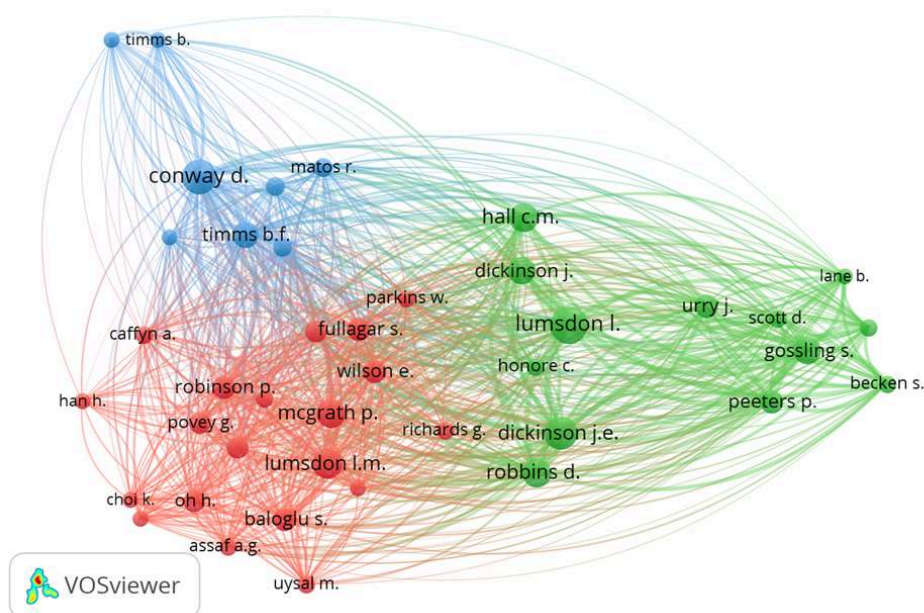 timms b.
conway d.
matos r.
timms b.f.
hall c.m.
dickinson j.
lane b.
parkins w.
urry j.
caffyn a.
fullagar s.
lumsdon l.
scott d.
gossling s.
wilson e.
honore c.
becken s.
robinson p.
han h.
mcgrath p.
peeters p.
povey g.
richards g.
dickinson j.e.
lumsdon l.m.
robbins d.
choi k.
oh h.
baloglu s.
assaf a.g.
uysal m.
VOSviewer